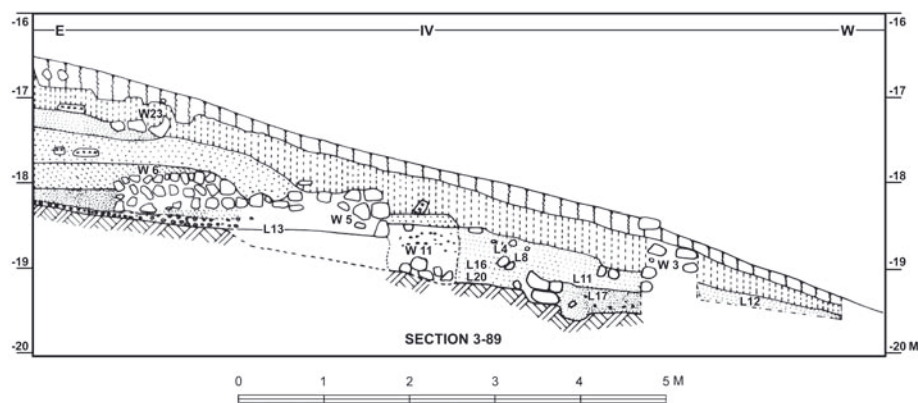 -16 -16
E IV W
-17 -17
W23
-18 -18
W 6
W 5
L13
L4
W 11 L8
W 3
-19 -19
L16
L20
L11
L17
L12
SECTION 3-89
-20 -20 M
0 1 2 3 4 5 M